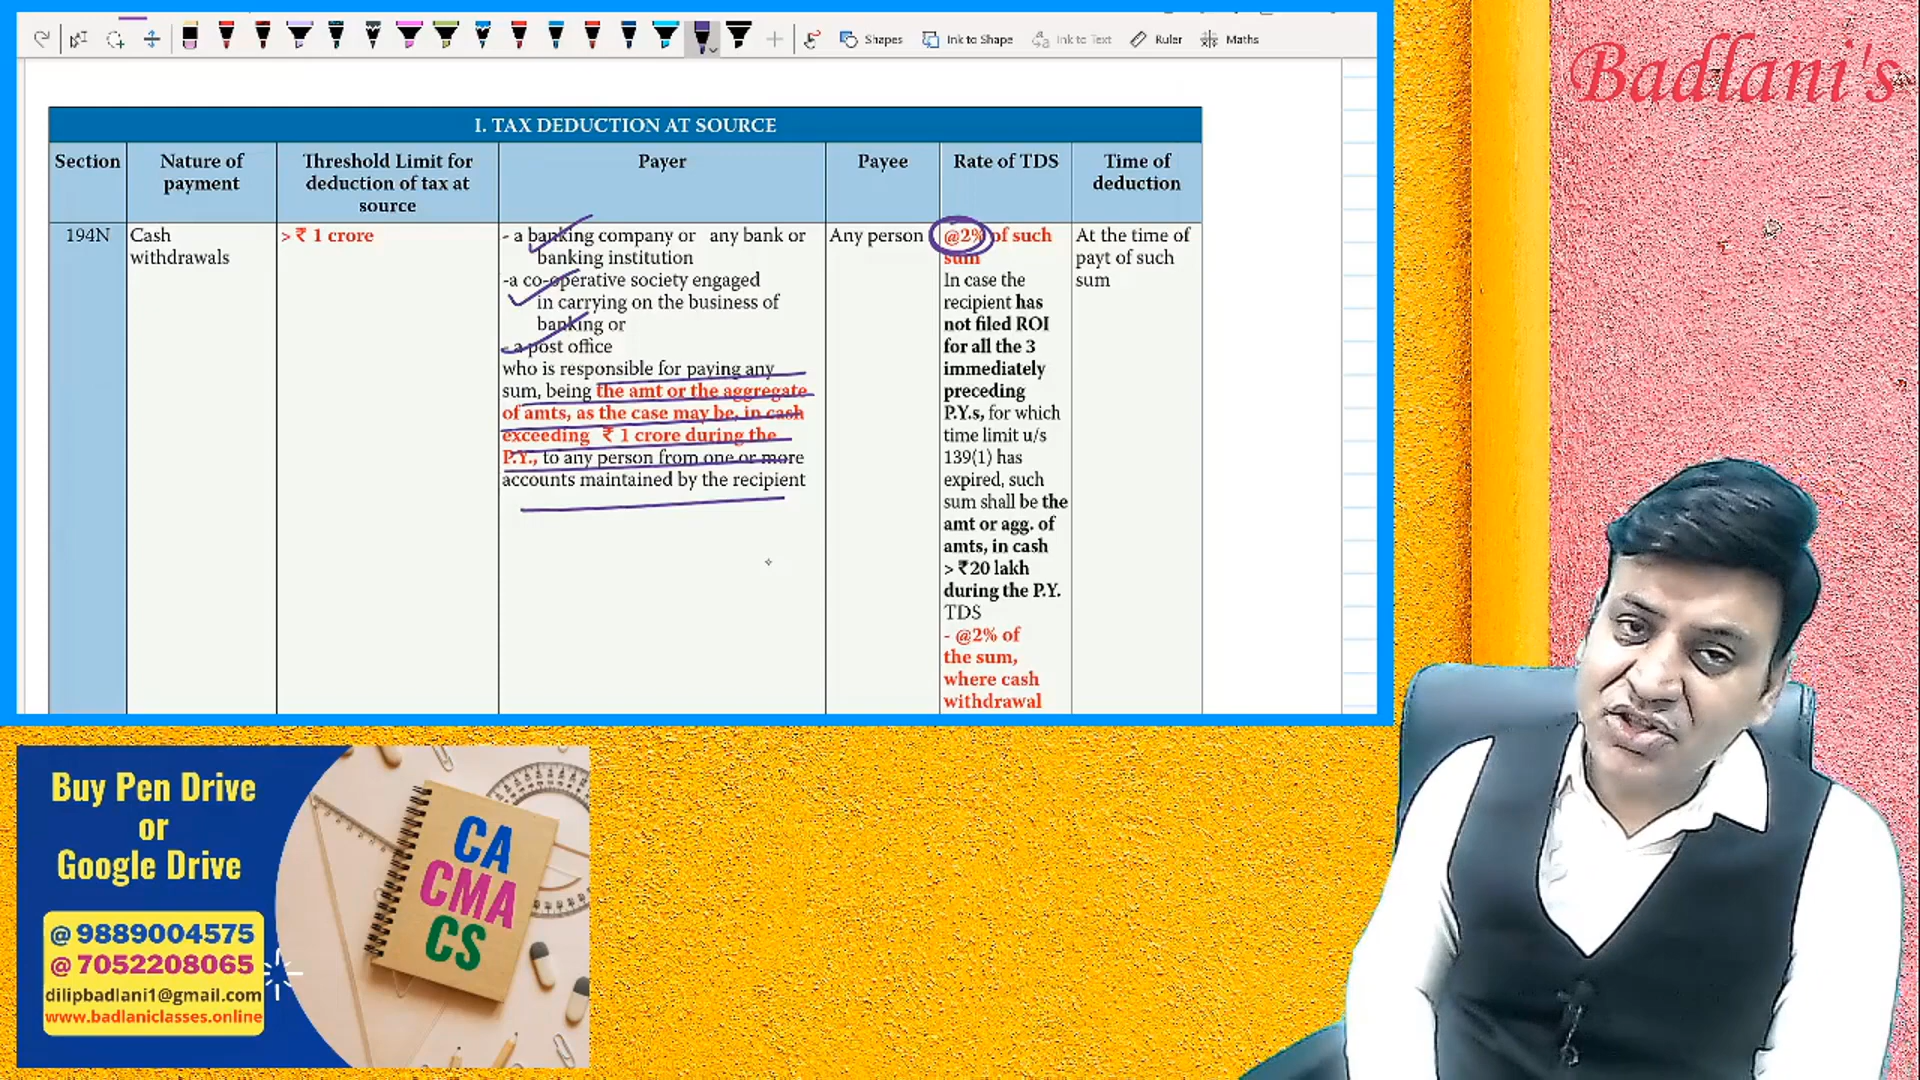 Badlani's
Shapes
Ink to Shape
Ink to Text
Ruler
Maths
I. TAX DEDUCTION AT SOURCE
Section
Nature of
payment
Threshold Limit for
deduction of tax at
source
Payer
Payee
Rate of TDS
Time of
deduction
194N
Cash
withdrawals
> ₹ 1 crore
- a banking company or any bank or
banking institution
-a co-operative society engaged
in carrying on the business of
banking or
- a post office
who is responsible for paying any
sum, being the amt or the aggregate
of amts, as the case may be, in cash
exceeding ₹ 1 crore during the
P.Y., to any person from one or more
accounts maintained by the recipient
Any person
@2% of such
sum
In case the
recipient has
not filed ROI
for all the 3
immediately
preceding
P.Y.s, for which
time limit u/s
139(1) has
expired, such
sum shall be the
amt or agg. of
amts, in cash
> ₹20 lakh
during the P.Y.
TDS
- @2% of
the sum,
where cash
withdrawal
At the time of
payt of such
sum
Buy Pen Drive
or
Google Drive
@ 9889004575
@ 7052208065
dilipbadlani1@gmail.com
www.badlaniclasses.online
CA
CMA
CS